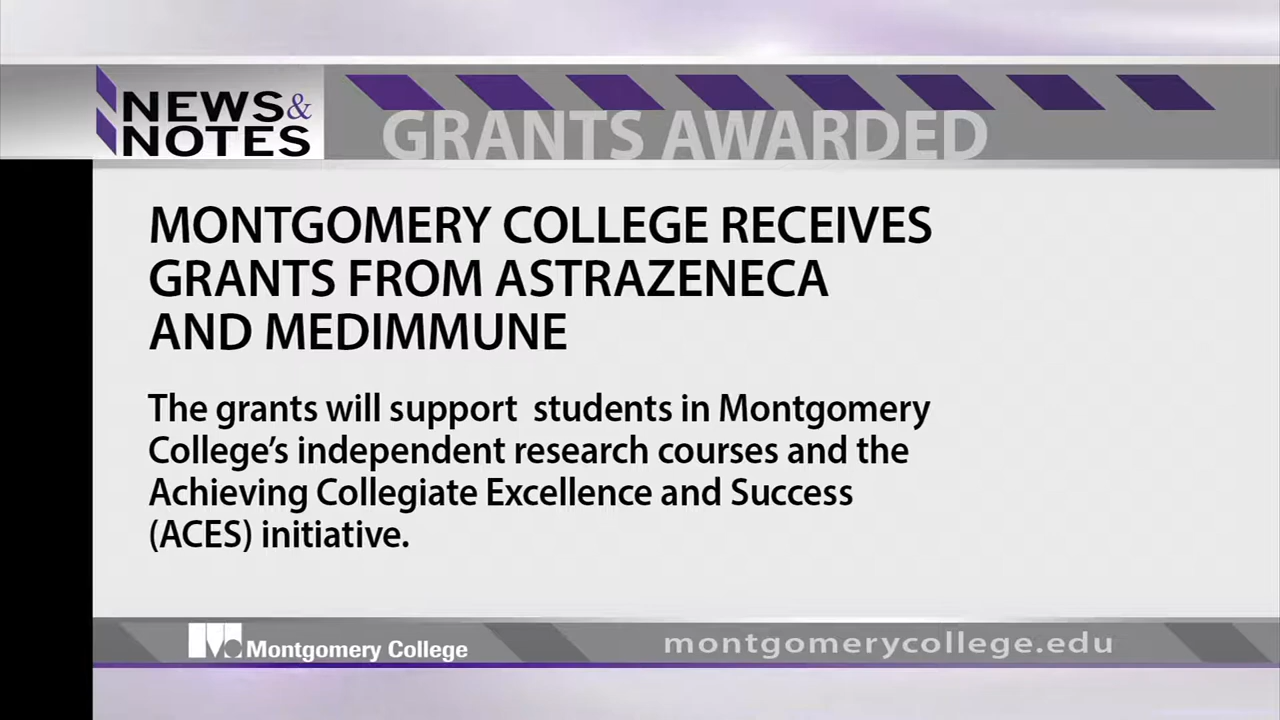 NEWS&
NOTES
GRANTS AWARDED
MONTGOMERY COLLEGE RECEIVES
GRANTS FROM ASTRAZENECA
AND MEDIMMUNE
The grants will support  students in Montgomery
College’s independent research courses and the
Achieving Collegiate Excellence and Success
(ACES) initiative.
Montgomery College
montgomerycollege.edu